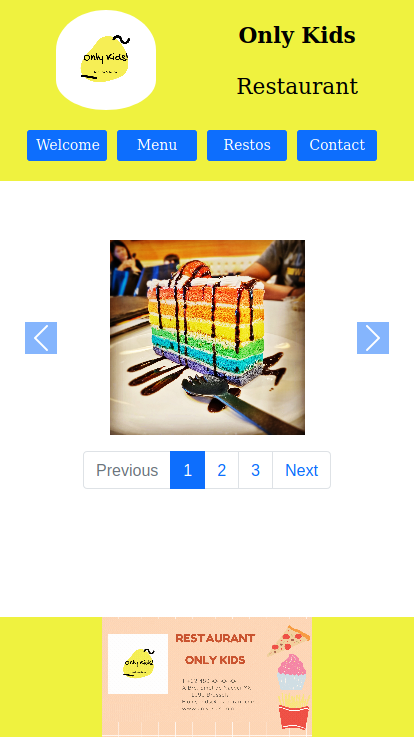 Only Kids!
Only Kids
Restaurant
Welcome
Menu
Restos
Contact
Previous
1
2
3
Next
Only Kids!
RESTAURANT
ONLY KIDS